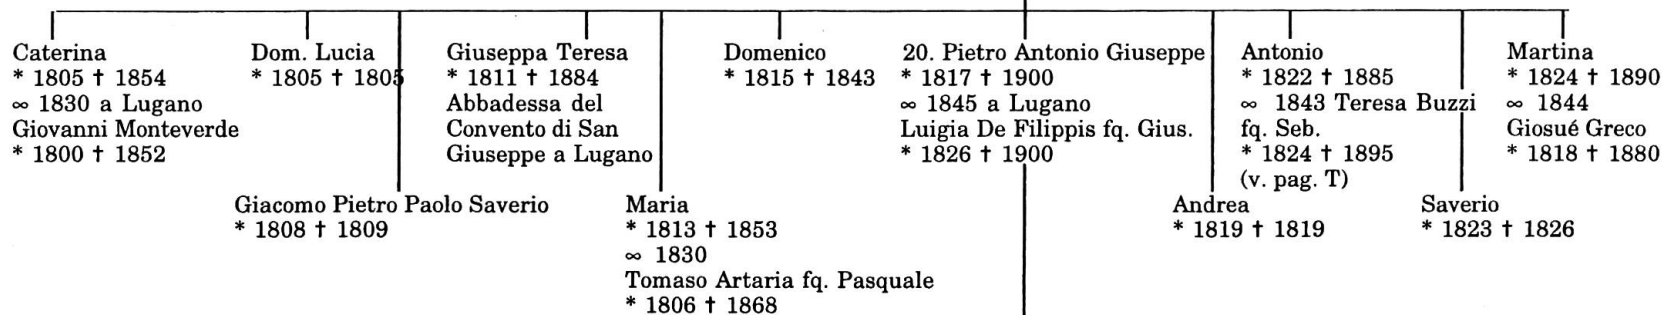 Caterina
* 1805 † 1854
∞ 1830 a Lugano
Giovanni Monteverde
* 1800 † 1852
Dom. Lucia
* 1805 † 1805
Giacomo Pietro Paolo Saverio
* 1808 † 1809
Giuseppa Teresa
* 1811 † 1884
Abbadessa del
Convento di San
Giuseppe a Lugano
Maria
* 1813 † 1853
∞ 1830
Tomaso Artaria fq. Pasquale
* 1806 † 1868
Domenico
* 1815 † 1843
20. Pietro Antonio Giuseppe
* 1817 † 1900
∞ 1845 a Lugano
Luigia De Filippis fq. Gius.
* 1826 † 1900
Andrea
* 1819 † 1819
Antonio
* 1822 † 1885
∞ 1843 Teresa Buzzi
fq. Seb.
* 1824 † 1895
(v. pag. T)
Saverio
* 1823 † 1826
Martina
* 1824 † 1890
∞ 1844
Giosué Greco
* 1818 † 1880